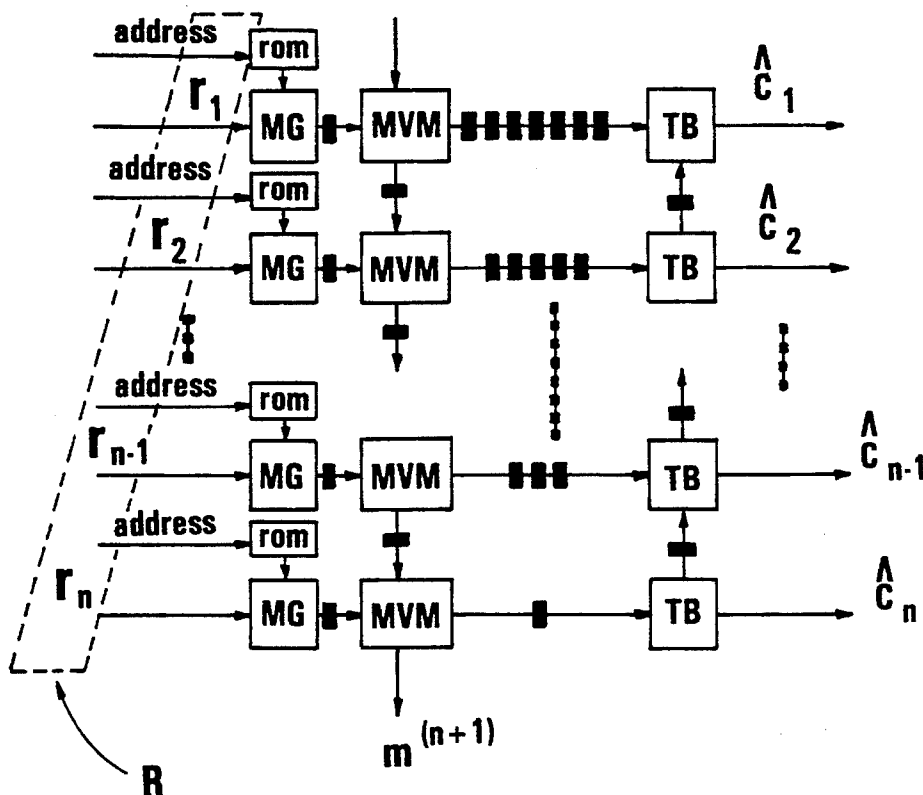 address
rom
r1
MG
MVM
TB
ĉ1
address
rom
r2
MG
MVM
TB
ĉ2
address
rom
rn-1
MG
MVM
TB
ĉn-1
address
rom
rn
MG
MVM
TB
ĉn
m(n+1)
R